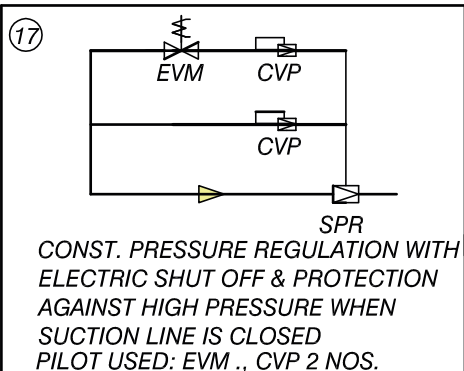 17
EVM CVP
CVP
SPR
CONST. PRESSURE REGULATION WITH
ELECTRIC SHUT OFF & PROTECTION
AGAINST HIGH PRESSURE WHEN
SUCTION LINE IS CLOSED
PILOT USED: EVM ., CVP 2 NOS.